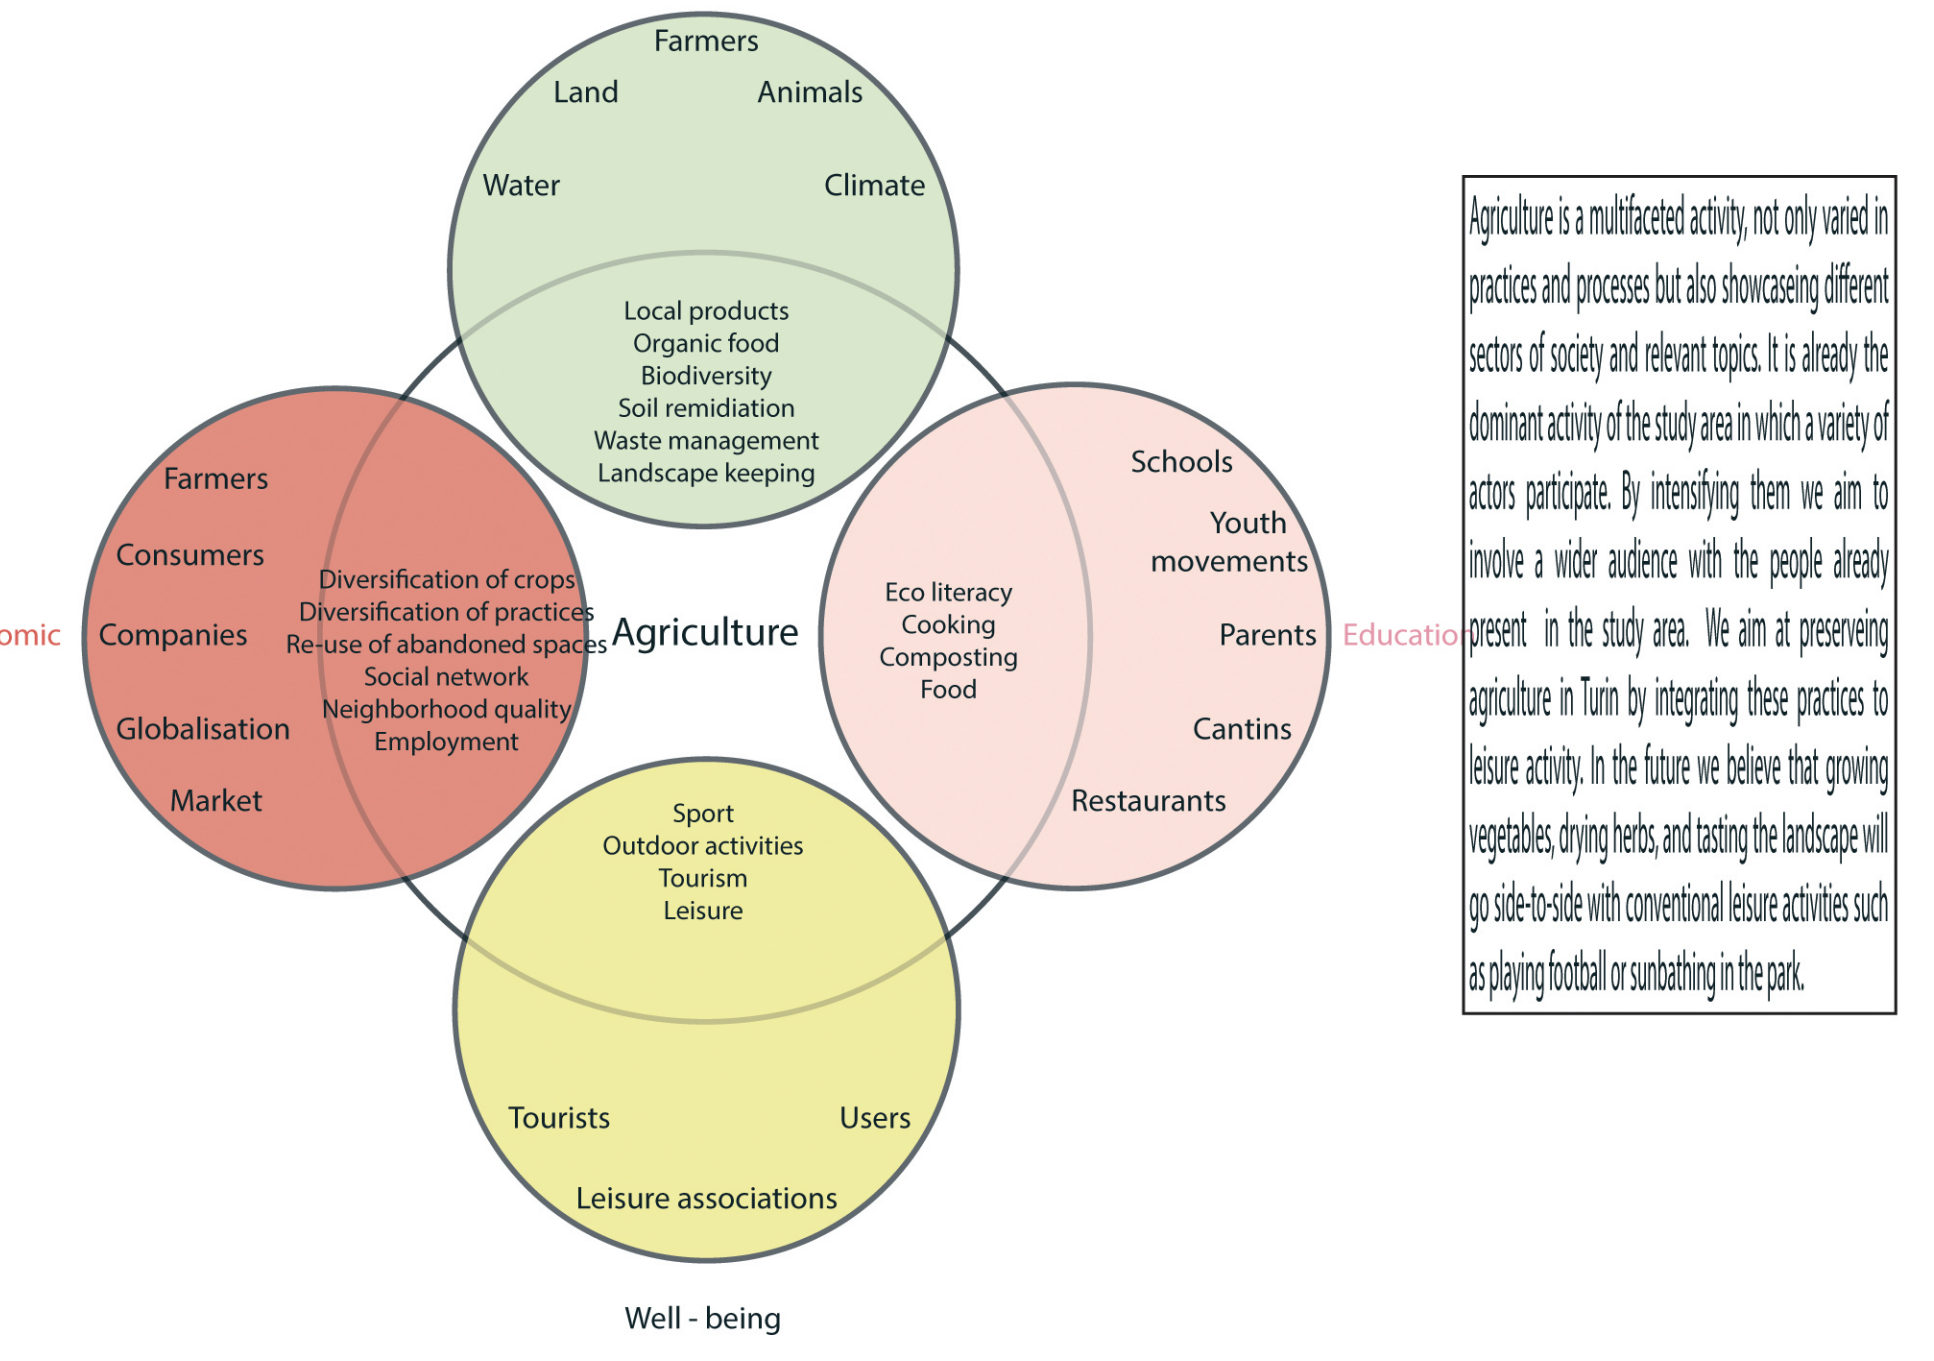 Farmers
Land
Animals
Water
Climate
Local products
Organic food
Biodiversity
Soil remidiation
Waste management
Landscape keeping
omic
Farmers
Consumers
Companies
Globalisation
Market
Diversification of crops
Diversification of practices
Re-use of abandoned spaces
Social network
Neighborhood quality
Employment
Agriculture
Eco literacy
Cooking
Composting
Food
Schools
Youth
movements
Parents
Cantins
Restaurants
Education
Sport
Outdoor activities
Tourism
Leisure
Tourists
Users
Leisure associations
Well - being
Agriculture is a multifaceted activity, not only varied in
practices and processes but also showcaseing different
sectors of society and relevant topics. It is already the
dominant activity of the study area in which a variety of
actors participate. By intensifying them we aim to
involve a wider audience with the people already
present in the study area. We aim at preserveing
agriculture in Turin by integrating these practices to
leisure activity. In the future we believe that growing
vegetables, drying herbs, and tasting the landscape will
go side-to-side with conventional leisure activities such
as playing football or sunbathing in the park.